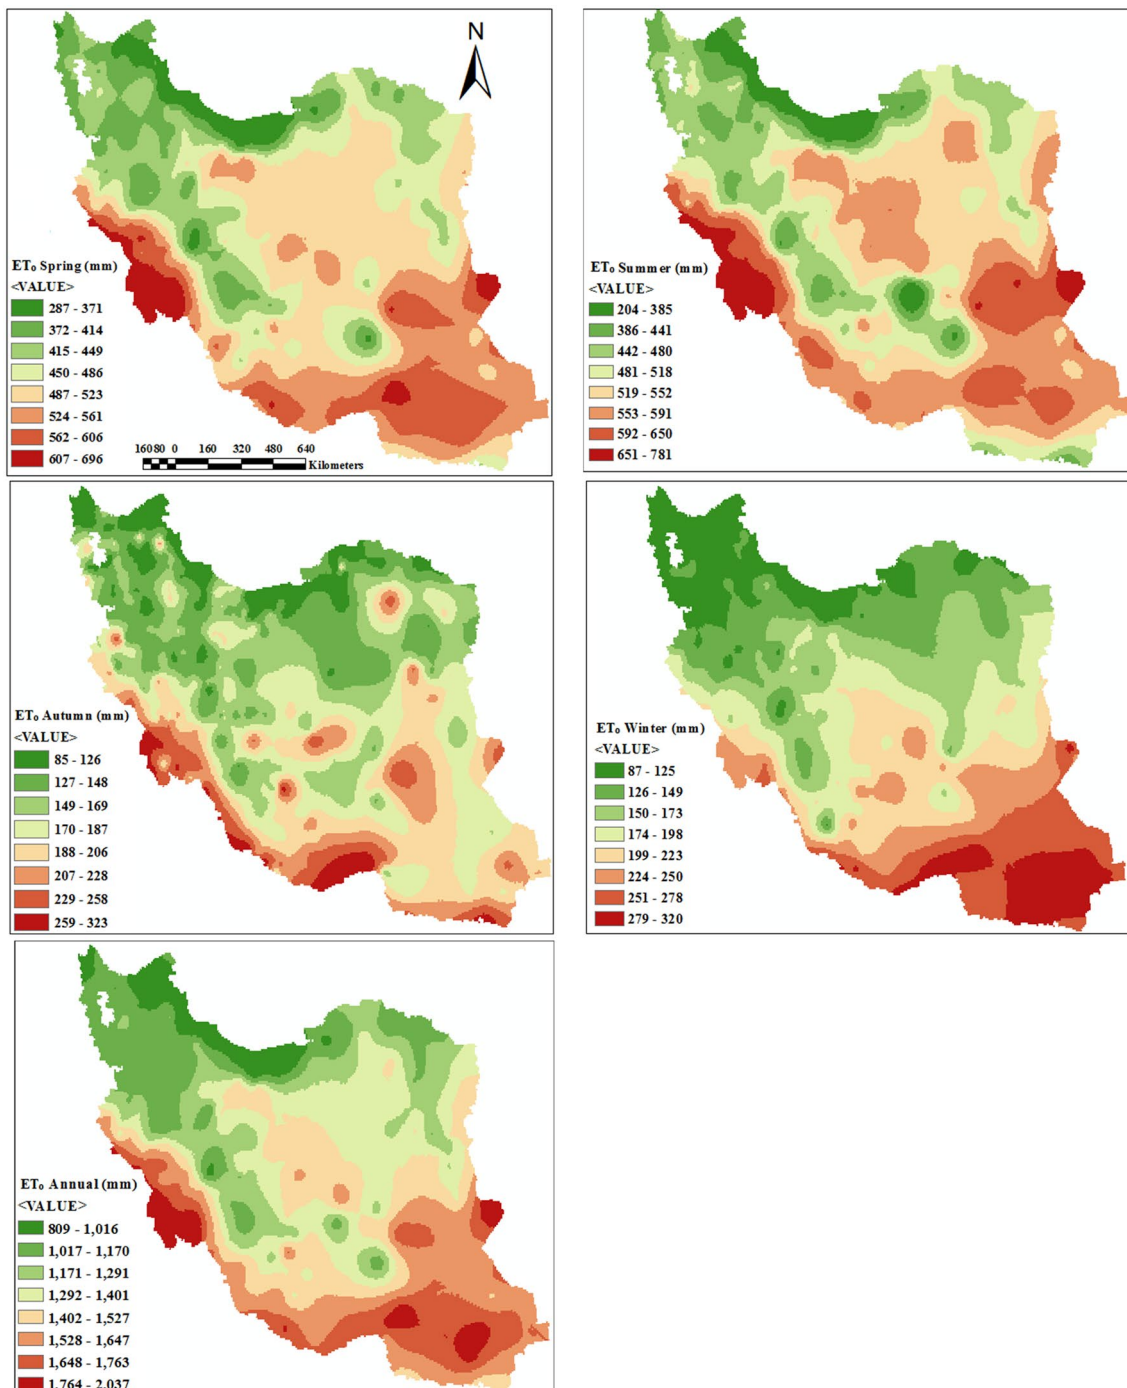 N
ET₀ Spring (mm)
<VALUE>
287 - 371
372 - 414
415 - 449
450 - 486
487 - 523
524 - 561
562 - 606
607 - 696
160 80 0 160 320 480 640
Kilometers
ET₀ Summer (mm)
<VALUE>
204 - 385
386 - 441
442 - 480
481 - 518
519 - 552
553 - 591
592 - 650
651 - 781
ET₀ Autumn (mm)
<VALUE>
85 - 126
127 - 148
149 - 169
170 - 187
188 - 206
207 - 228
229 - 258
259 - 323
ET₀ Winter (mm)
<VALUE>
87 - 125
126 - 149
150 - 173
174 - 198
199 - 223
224 - 250
251 - 278
279 - 320
ET₀ Annual (mm)
<VALUE>
809 - 1,016
1,017 - 1,170
1,171 - 1,291
1,292 - 1,401
1,402 - 1,527
1,528 - 1,647
1,648 - 1,763
1,764 - 2,037